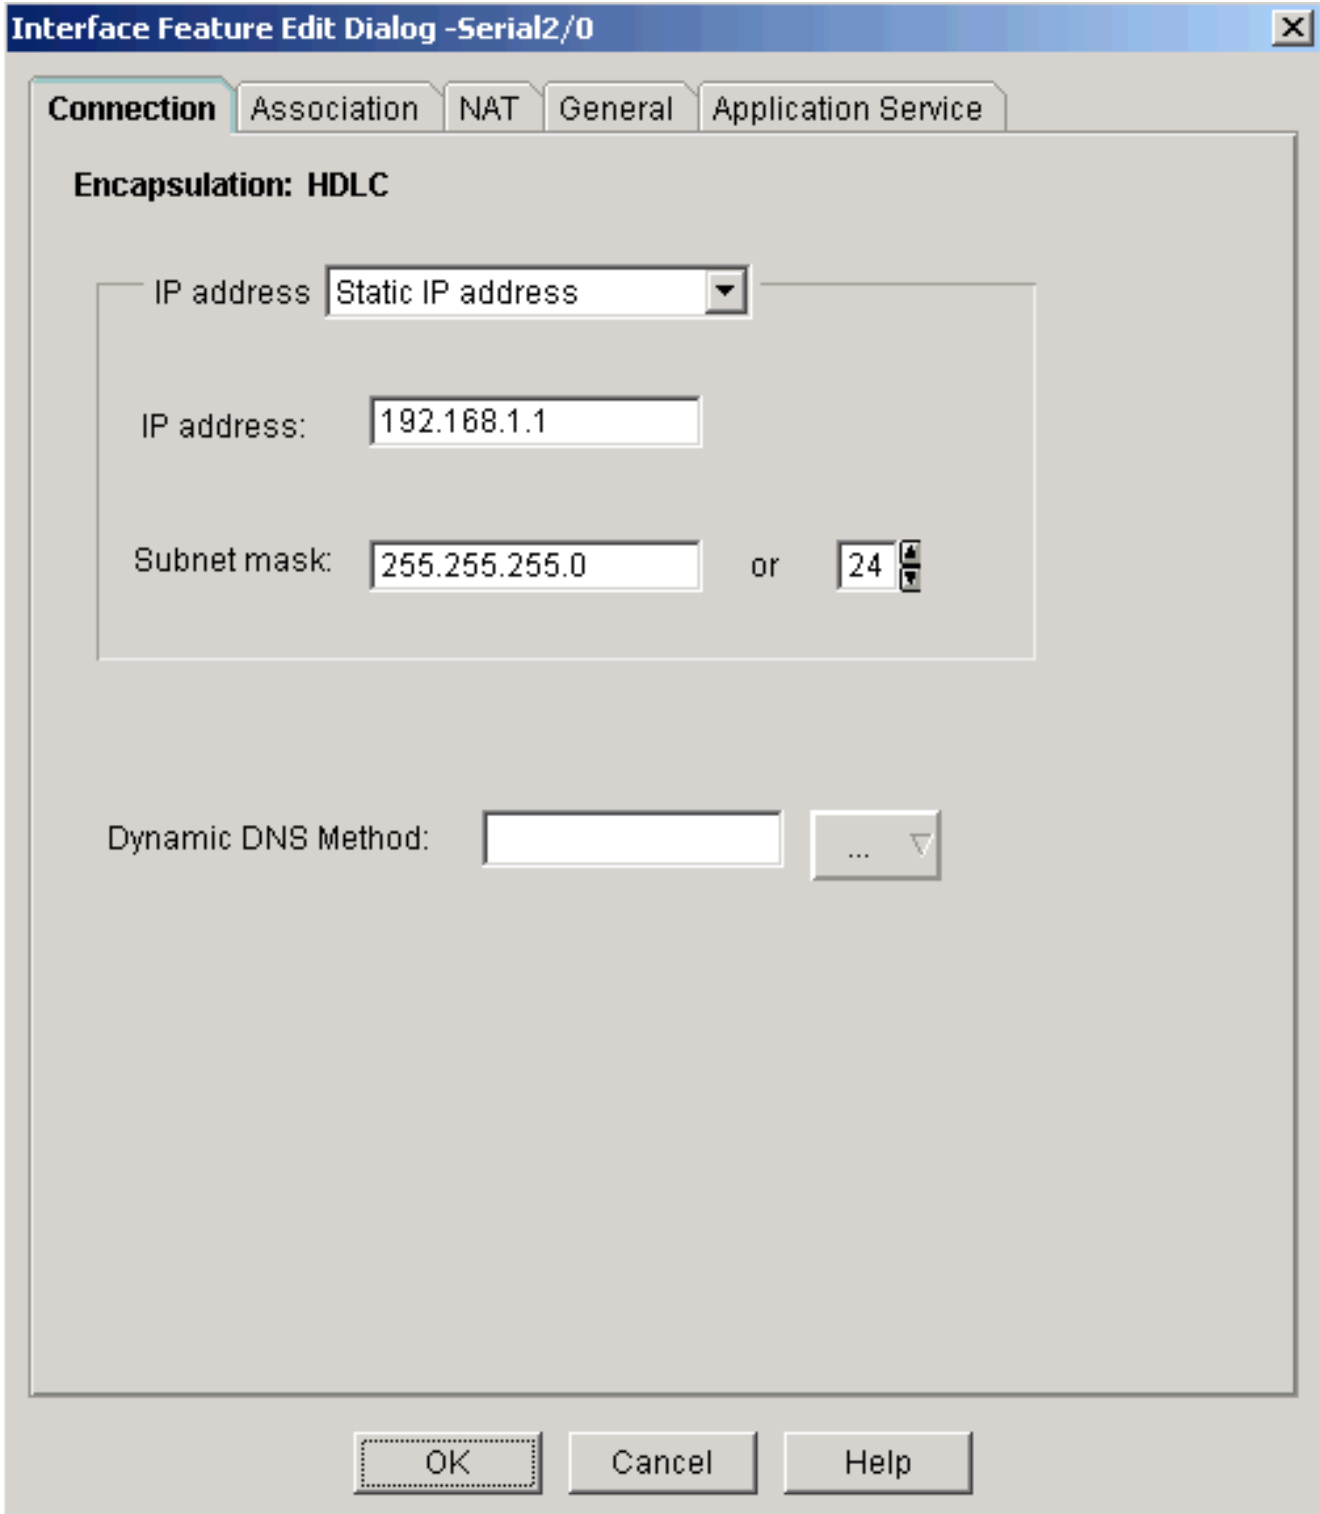 Interface Feature Edit Dialog -Serial2/0
Connection Association NAT General Application Service
Encapsulation: HDLC
IP address Static IP address
IP address: 192.168.1.1
Subnet mask: 255.255.255.0 or 24
Dynamic DNS Method: ...
OK Cancel Help